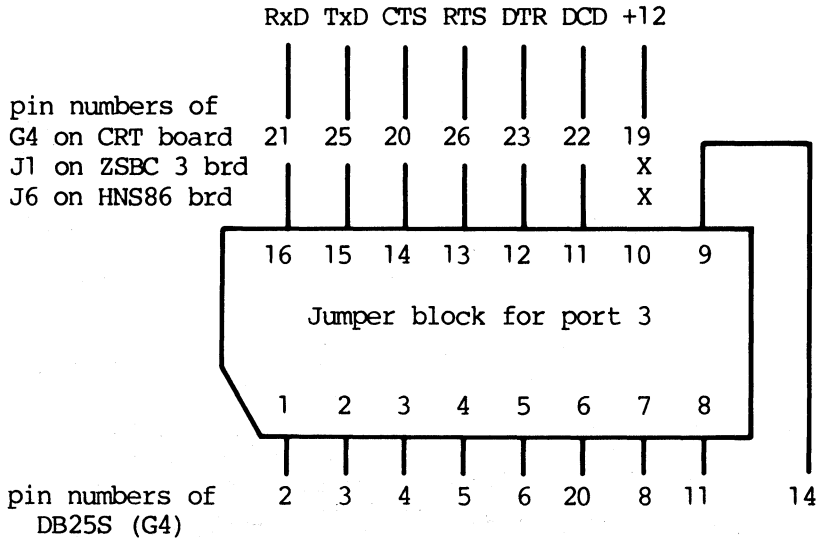 RxD TxD CTS RTS DTR DCD +12
pin numbers of
G4 on CRT board 21 25 20 26 23 22 19
J1 on ZSBC 3 brd X
J6 on HNS86 brd X
16 15 14 13 12 11 10 9
Jumper block for port 3
1 2 3 4 5 6 7 8
pin numbers of 2 3 4 5 6 20 8 11 14
DB25S (G4)